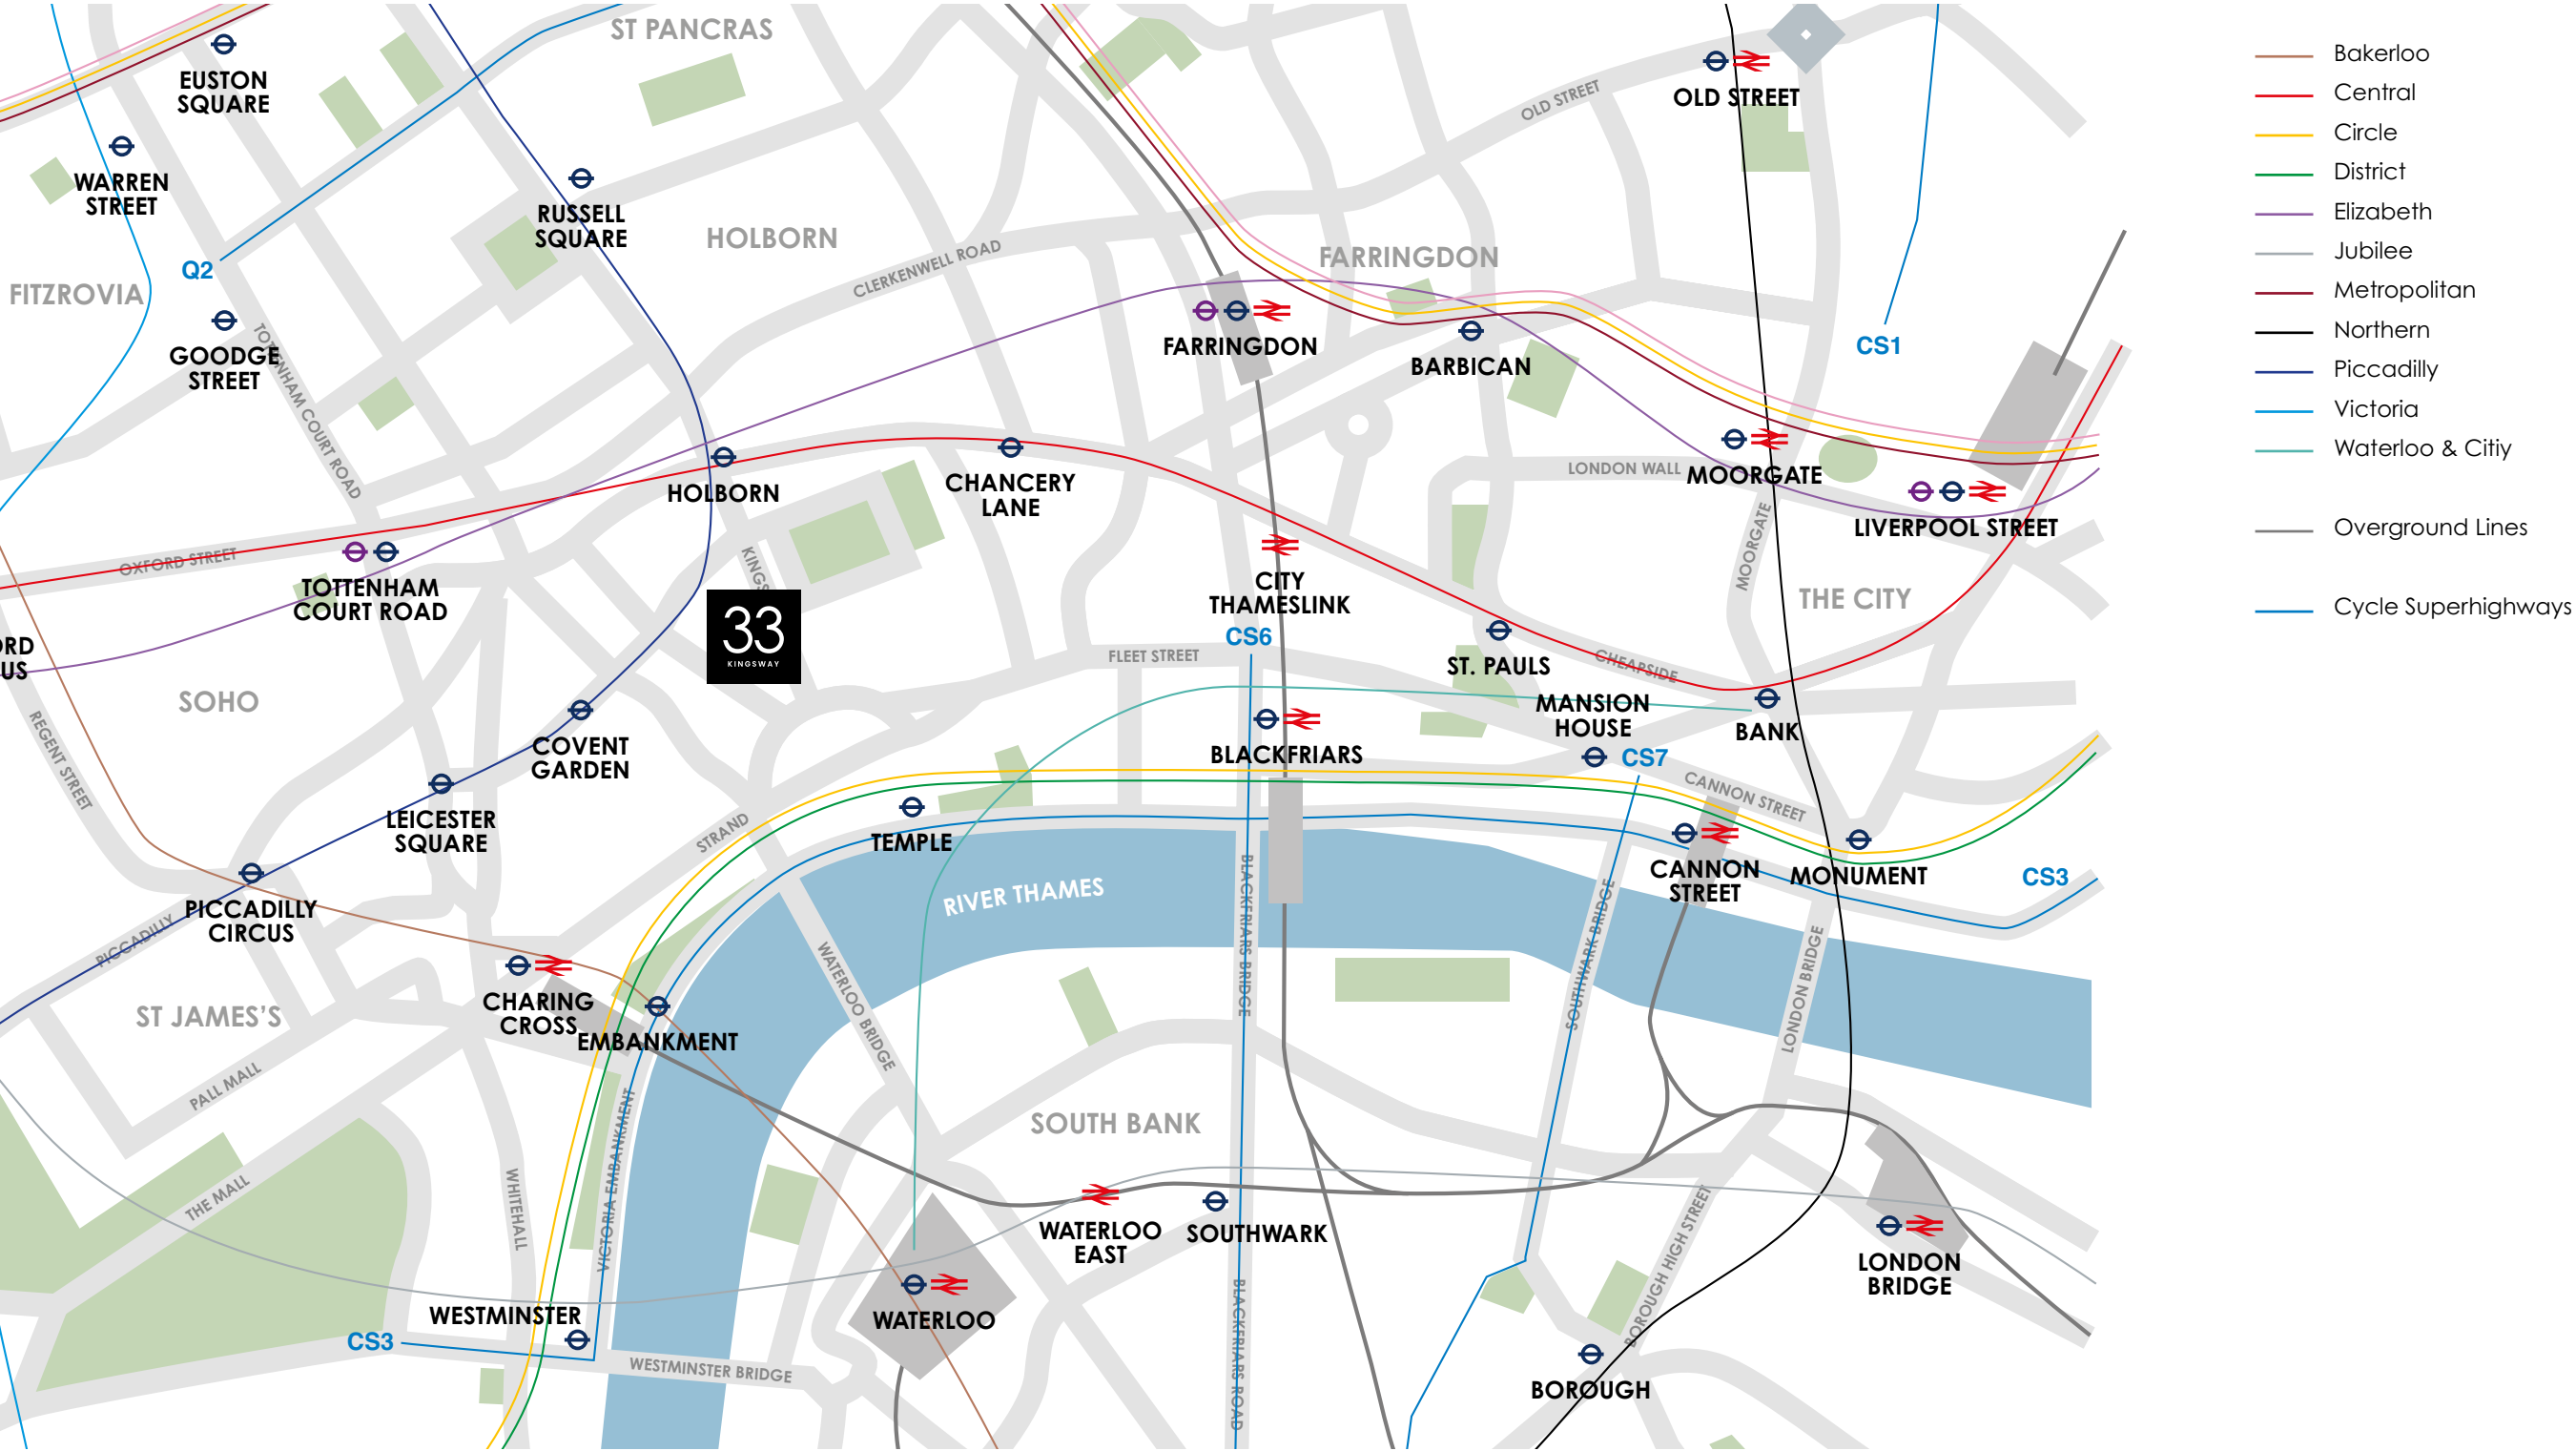 ST PANCRAS
EUSTON
SQUARE
OLD STREET
OLD STREET
WARREN
STREET
RUSSELL
SQUARE
HOLBORN
CLERKENWELL ROAD
FARRINGDON
Q2
FITZROVIA
GOODGE
STREET
TOTTENHAM COURT ROAD
FARRINGDON
BARBICAN
CS1
HOLBORN
CHANCERY
LANE
LONDON WALL
MOORGATE
LIVERPOOL STREET
MOORGATE
OXFORD STREET
TOTTENHAM
COURT ROAD
KINGS
33
KINGSWAY
CITY
THAMESLINK
CS6
THE CITY
ORD
US
FLEET STREET
ST. PAULS
CHEAPSIDE
SOHO
REGENT STREET
COVENT
GARDEN
MANSION
HOUSE
BANK
BLACKFRIARS
CS7
CANNON STREET
LEICESTER
SQUARE
STRAND
TEMPLE
CANNON
STREET
MONUMENT
CS3
PICCADILLY
CIRCUS
PICCADILLY
RIVER THAMES
BLACKFRIARS BRIDGE
SOUTHWARK BRIDGE
LONDON BRIDGE
WATERLOO BRIDGE
CHARING
CROSS
EMBANKMENT
ST JAMES’S
PALL MALL
SOUTH BANK
THE MALL
WHITEHALL
VICTORIA EMBANKMENT
WATERLOO
EAST
SOUTHWARK
BOROUGH HIGH STREET
LONDON
BRIDGE
WESTMINSTER
WATERLOO
CS3
WESTMINSTER BRIDGE
BLACKFRIARS ROAD
BOROUGH
Bakerloo
Central
Circle
District
Elizabeth
Jubilee
Metropolitan
Northern
Piccadilly
Victoria
Waterloo & Citiy
Overground Lines
Cycle Superhighways